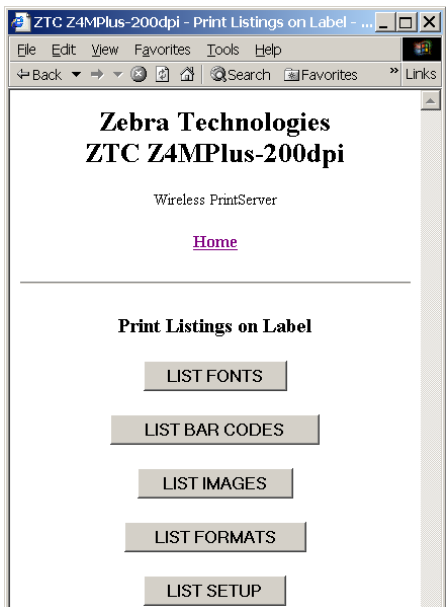 ZTC Z4MPlus-200dpi - Print Listings on Label - ...
File Edit View Favorites Tools Help
Back Search Favorites » Links
Zebra Technologies
ZTC Z4MPlus-200dpi
Wireless PrintServer
Home
Print Listings on Label
LIST FONTS
LIST BAR CODES
LIST IMAGES
LIST FORMATS
LIST SETUP